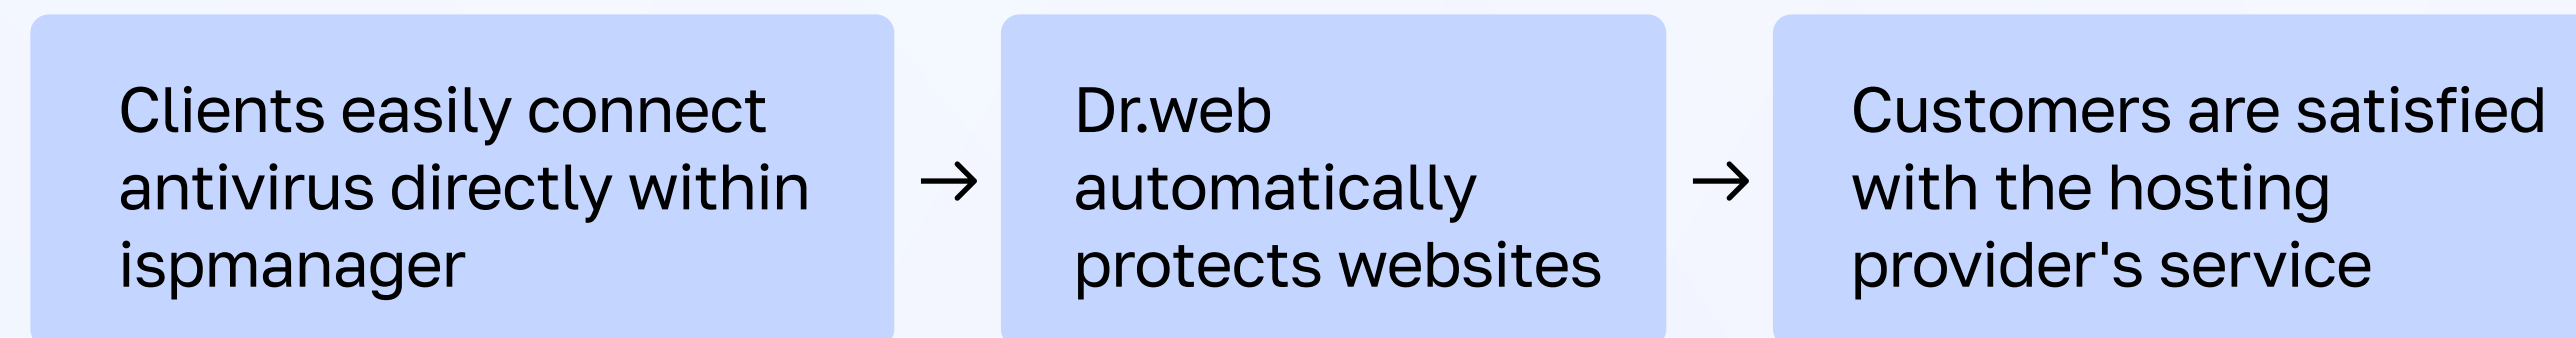 Clients easily connect
antivirus directly within
ispmanager
Dr.web
automatically
protects websites
Customers are satisfied
with the hosting
provider's service